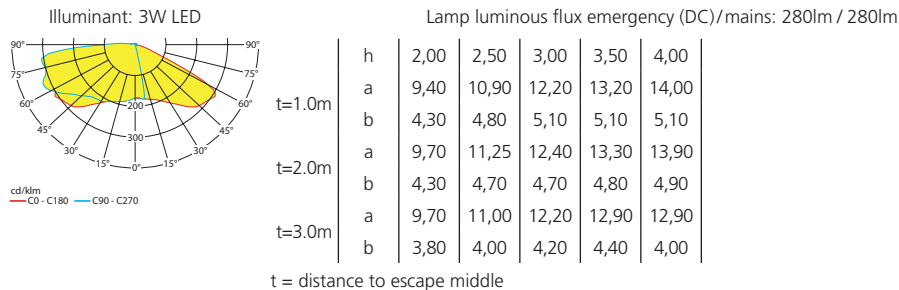 Illuminant: 3W LED
Lamp luminous flux emergency (DC)/mains: 280lm / 280lm
90° 90°
75° 75°
60° 60°
45° 45°
30° 15° 0° 15° 30°
200
300
cd/klm
C0 - C180 C90 - C270
h 2,00 2,50 3,00 3,50 4,00
t=1.0m
a 9,40 10,90 12,20 13,20 14,00
b 4,30 4,80 5,10 5,10 5,10
t=2.0m
a 9,70 11,25 12,40 13,30 13,90
b 4,30 4,70 4,70 4,80 4,90
t=3.0m
a 9,70 11,00 12,20 12,90 12,90
b 3,80 4,00 4,20 4,40 4,00
t = distance to escape middle